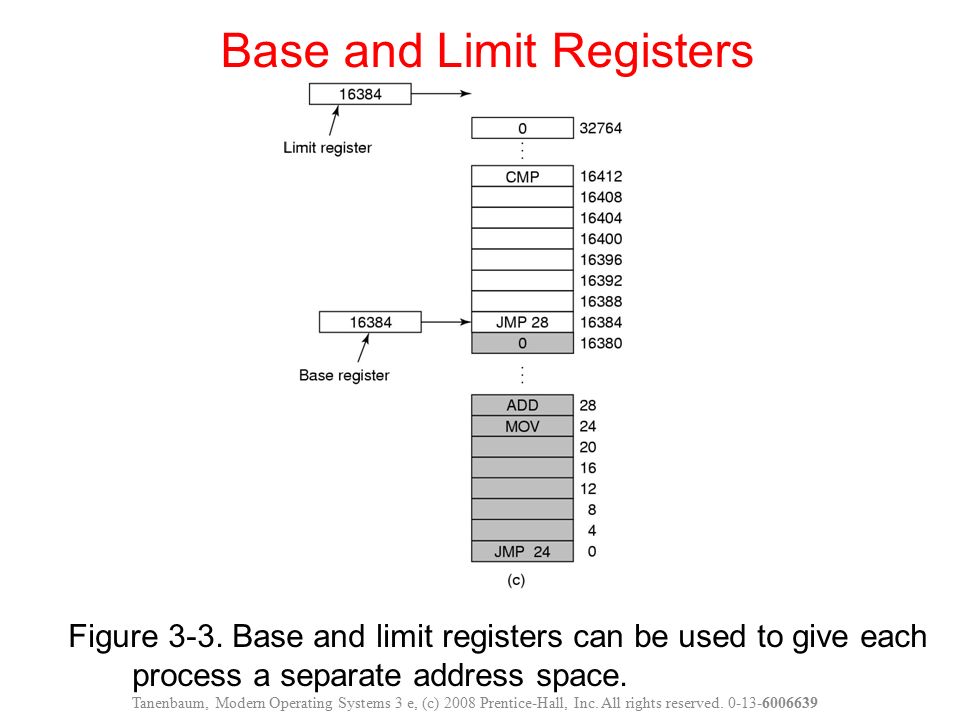 Base and Limit Registers
16384
Limit register
0 32764
CMP 16412
16408
16404
16400
16396
16392
16388
16384 JMP 28 16384
0 16380
Base register
ADD 28
MOV 24
20
16
12
8
4
JMP 24 0
(c)
Figure 3-3. Base and limit registers can be used to give each
process a separate address space.
Tanenbaum, Modern Operating Systems 3 e, (c) 2008 Prentice-Hall, Inc. All rights reserved. 0-13-6006639